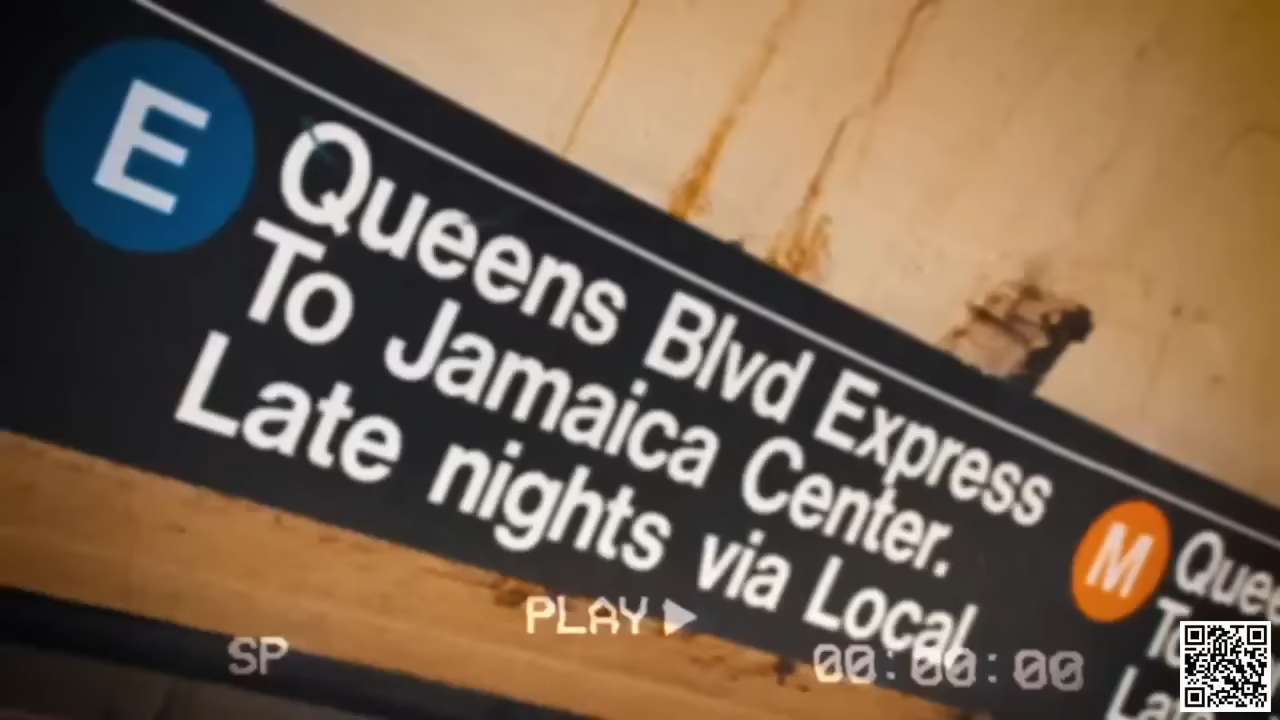 E
Queens Blvd Express
To Jamaica Center.
Late nights via Local
M
PLAY
SP
00:00:00